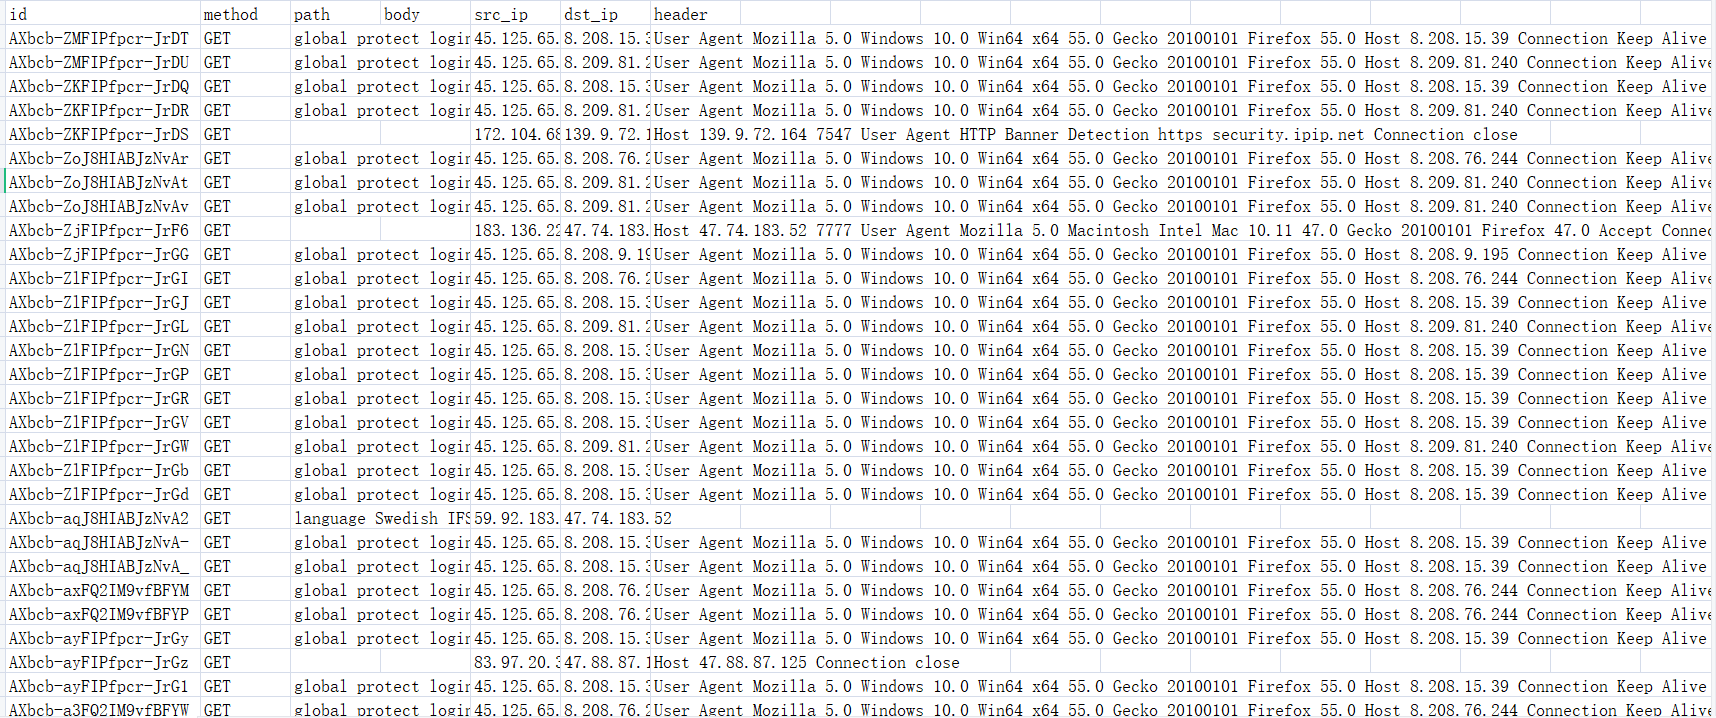 id method path body src_ip dst_ip header
AXbcb-ZMFIPfpcr-JrDT GET global protect login 45.125.65. 8.208.15.3 User Agent Mozilla 5.0 Windows 10.0 Win64 x64 55.0 Gecko 20100101 Firefox 55.0 Host 8.208.15.39 Connection Keep Alive
AXbcb-ZMFIPfpcr-JrDU GET global protect login 45.125.65. 8.209.81.2 User Agent Mozilla 5.0 Windows 10.0 Win64 x64 55.0 Gecko 20100101 Firefox 55.0 Host 8.209.81.240 Connection Keep Alive
AXbcb-ZKFIPfpcr-JrDQ GET global protect login 45.125.65. 8.208.15.3 User Agent Mozilla 5.0 Windows 10.0 Win64 x64 55.0 Gecko 20100101 Firefox 55.0 Host 8.208.15.39 Connection Keep Alive
AXbcb-ZKFIPfpcr-JrDR GET global protect login 45.125.65. 8.209.81.2 User Agent Mozilla 5.0 Windows 10.0 Win64 x64 55.0 Gecko 20100101 Firefox 55.0 Host 8.209.81.240 Connection Keep Alive
AXbcb-ZKFIPfpcr-JrDS GET 172.104.68 139.9.72.1 Host 139.9.72.164 7547 User Agent HTTP Banner Detection https security.ipip.net Connection close
AXbcb-ZoJ8HIABJzNvAr GET global protect login 45.125.65. 8.208.76.2 User Agent Mozilla 5.0 Windows 10.0 Win64 x64 55.0 Gecko 20100101 Firefox 55.0 Host 8.208.76.244 Connection Keep Alive
AXbcb-ZoJ8HIABJzNvAt GET global protect login 45.125.65. 8.209.81.2 User Agent Mozilla 5.0 Windows 10.0 Win64 x64 55.0 Gecko 20100101 Firefox 55.0 Host 8.209.81.240 Connection Keep Alive
AXbcb-ZoJ8HIABJzNvAv GET global protect login 45.125.65. 8.209.81.2 User Agent Mozilla 5.0 Windows 10.0 Win64 x64 55.0 Gecko 20100101 Firefox 55.0 Host 8.209.81.240 Connection Keep Alive
AXbcb-ZjFIPfpcr-JrF6 GET 183.136.22 47.74.183. Host 47.74.183.52 7777 User Agent Mozilla 5.0 Macintosh Intel Mac 10.11 47.0 Gecko 20100101 Firefox 47.0 Accept Connec
AXbcb-ZjFIPfpcr-JrGG GET global protect login 45.125.65. 8.208.9.19 User Agent Mozilla 5.0 Windows 10.0 Win64 x64 55.0 Gecko 20100101 Firefox 55.0 Host 8.208.9.195 Connection Keep Alive
AXbcb-ZlFIPfpcr-JrGI GET global protect login 45.125.65. 8.208.76.2 User Agent Mozilla 5.0 Windows 10.0 Win64 x64 55.0 Gecko 20100101 Firefox 55.0 Host 8.208.76.244 Connection Keep Alive
AXbcb-ZlFIPfpcr-JrGJ GET global protect login 45.125.65. 8.208.15.3 User Agent Mozilla 5.0 Windows 10.0 Win64 x64 55.0 Gecko 20100101 Firefox 55.0 Host 8.208.15.39 Connection Keep Alive
AXbcb-ZlFIPfpcr-JrGL GET global protect login 45.125.65. 8.209.81.2 User Agent Mozilla 5.0 Windows 10.0 Win64 x64 55.0 Gecko 20100101 Firefox 55.0 Host 8.209.81.240 Connection Keep Alive
AXbcb-ZlFIPfpcr-JrGN GET global protect login 45.125.65. 8.208.15.3 User Agent Mozilla 5.0 Windows 10.0 Win64 x64 55.0 Gecko 20100101 Firefox 55.0 Host 8.208.15.39 Connection Keep Alive
AXbcb-ZlFIPfpcr-JrGP GET global protect login 45.125.65. 8.208.15.3 User Agent Mozilla 5.0 Windows 10.0 Win64 x64 55.0 Gecko 20100101 Firefox 55.0 Host 8.208.15.39 Connection Keep Alive
AXbcb-ZlFIPfpcr-JrGR GET global protect login 45.125.65. 8.208.15.3 User Agent Mozilla 5.0 Windows 10.0 Win64 x64 55.0 Gecko 20100101 Firefox 55.0 Host 8.208.15.39 Connection Keep Alive
AXbcb-ZlFIPfpcr-JrGV GET global protect login 45.125.65. 8.208.15.3 User Agent Mozilla 5.0 Windows 10.0 Win64 x64 55.0 Gecko 20100101 Firefox 55.0 Host 8.208.15.39 Connection Keep Alive
AXbcb-ZlFIPfpcr-JrGW GET global protect login 45.125.65. 8.209.81.2 User Agent Mozilla 5.0 Windows 10.0 Win64 x64 55.0 Gecko 20100101 Firefox 55.0 Host 8.209.81.240 Connection Keep Alive
AXbcb-ZlFIPfpcr-JrGb GET global protect login 45.125.65. 8.208.15.3 User Agent Mozilla 5.0 Windows 10.0 Win64 x64 55.0 Gecko 20100101 Firefox 55.0 Host 8.208.15.39 Connection Keep Alive
AXbcb-ZlFIPfpcr-JrGd GET global protect login 45.125.65. 8.208.15.3 User Agent Mozilla 5.0 Windows 10.0 Win64 x64 55.0 Gecko 20100101 Firefox 55.0 Host 8.208.15.39 Connection Keep Alive
AXbcb-aqJ8HIABJzNvA2 GET language Swedish IFS 59.92.183. 47.74.183.52
AXbcb-aqJ8HIABJzNvA- GET global protect login 45.125.65. 8.208.15.3 User Agent Mozilla 5.0 Windows 10.0 Win64 x64 55.0 Gecko 20100101 Firefox 55.0 Host 8.208.15.39 Connection Keep Alive
AXbcb-aqJ8HIABJzNvA_ GET global protect login 45.125.65. 8.208.15.3 User Agent Mozilla 5.0 Windows 10.0 Win64 x64 55.0 Gecko 20100101 Firefox 55.0 Host 8.208.15.39 Connection Keep Alive
AXbcb-axFQ2IM9vfBFYM GET global protect login 45.125.65. 8.208.76.2 User Agent Mozilla 5.0 Windows 10.0 Win64 x64 55.0 Gecko 20100101 Firefox 55.0 Host 8.208.76.244 Connection Keep Alive
AXbcb-axFQ2IM9vfBFYP GET global protect login 45.125.65. 8.208.76.2 User Agent Mozilla 5.0 Windows 10.0 Win64 x64 55.0 Gecko 20100101 Firefox 55.0 Host 8.208.76.244 Connection Keep Alive
AXbcb-ayFIPfpcr-JrGy GET global protect login 45.125.65. 8.208.15.3 User Agent Mozilla 5.0 Windows 10.0 Win64 x64 55.0 Gecko 20100101 Firefox 55.0 Host 8.208.15.39 Connection Keep Alive
AXbcb-ayFIPfpcr-JrGz GET 83.97.20.3 47.88.87.1 Host 47.88.87.125 Connection close
AXbcb-ayFIPfpcr-JrG1 GET global protect login 45.125.65. 8.208.15.3 User Agent Mozilla 5.0 Windows 10.0 Win64 x64 55.0 Gecko 20100101 Firefox 55.0 Host 8.208.15.39 Connection Keep Alive
AXbcb-a3FQ2IM9vfBFYW GET global protect login 45.125.65. 8.208.76.2 User Agent Mozilla 5.0 Windows 10.0 Win64 x64 55.0 Gecko 20100101 Firefox 55.0 Host 8.208.76.244 Connection Keep Alive